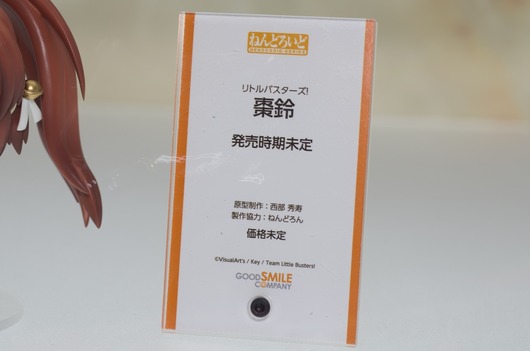 ねんどろいど
NENDOROID SERIES
リトルバスターズ!
棗鈴
発売時期未定
原型制作：西部 秀寿
製作協力：ねんどろん
価格未定
©VisualArt's / Key / Team Little Busters!
GOOD SMILE
COMPANY